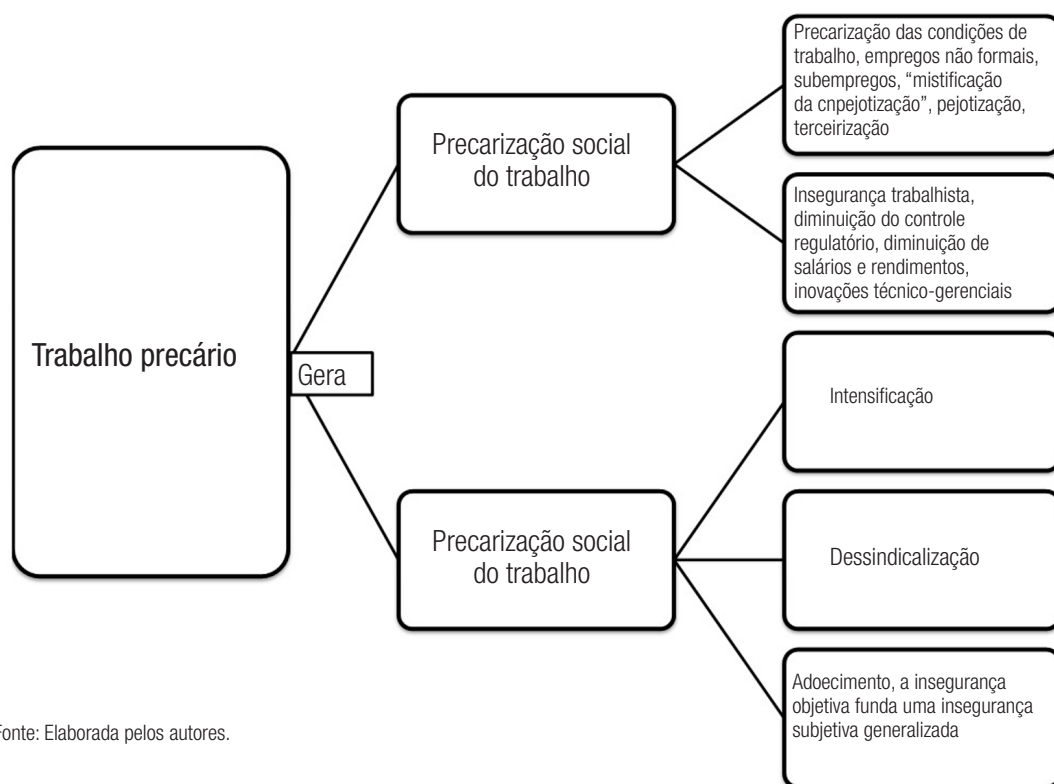 Trabalho precário
Gera
Precarização social
do trabalho
Precarização das condições de
trabalho, empregos não formais,
subempregos, “mistificação
da cnpejotização”, pejotização,
terceirização
Insegurança trabalhista,
diminuição do controle
regulatório, diminuição de
salários e rendimentos,
inovações técnico-gerenciais
Precarização social
do trabalho
Intensificação
Dessindicalização
Adoecimento, a insegurança
objetiva funda uma insegurança
subjetiva generalizada
Fonte: Elaborada pelos autores.